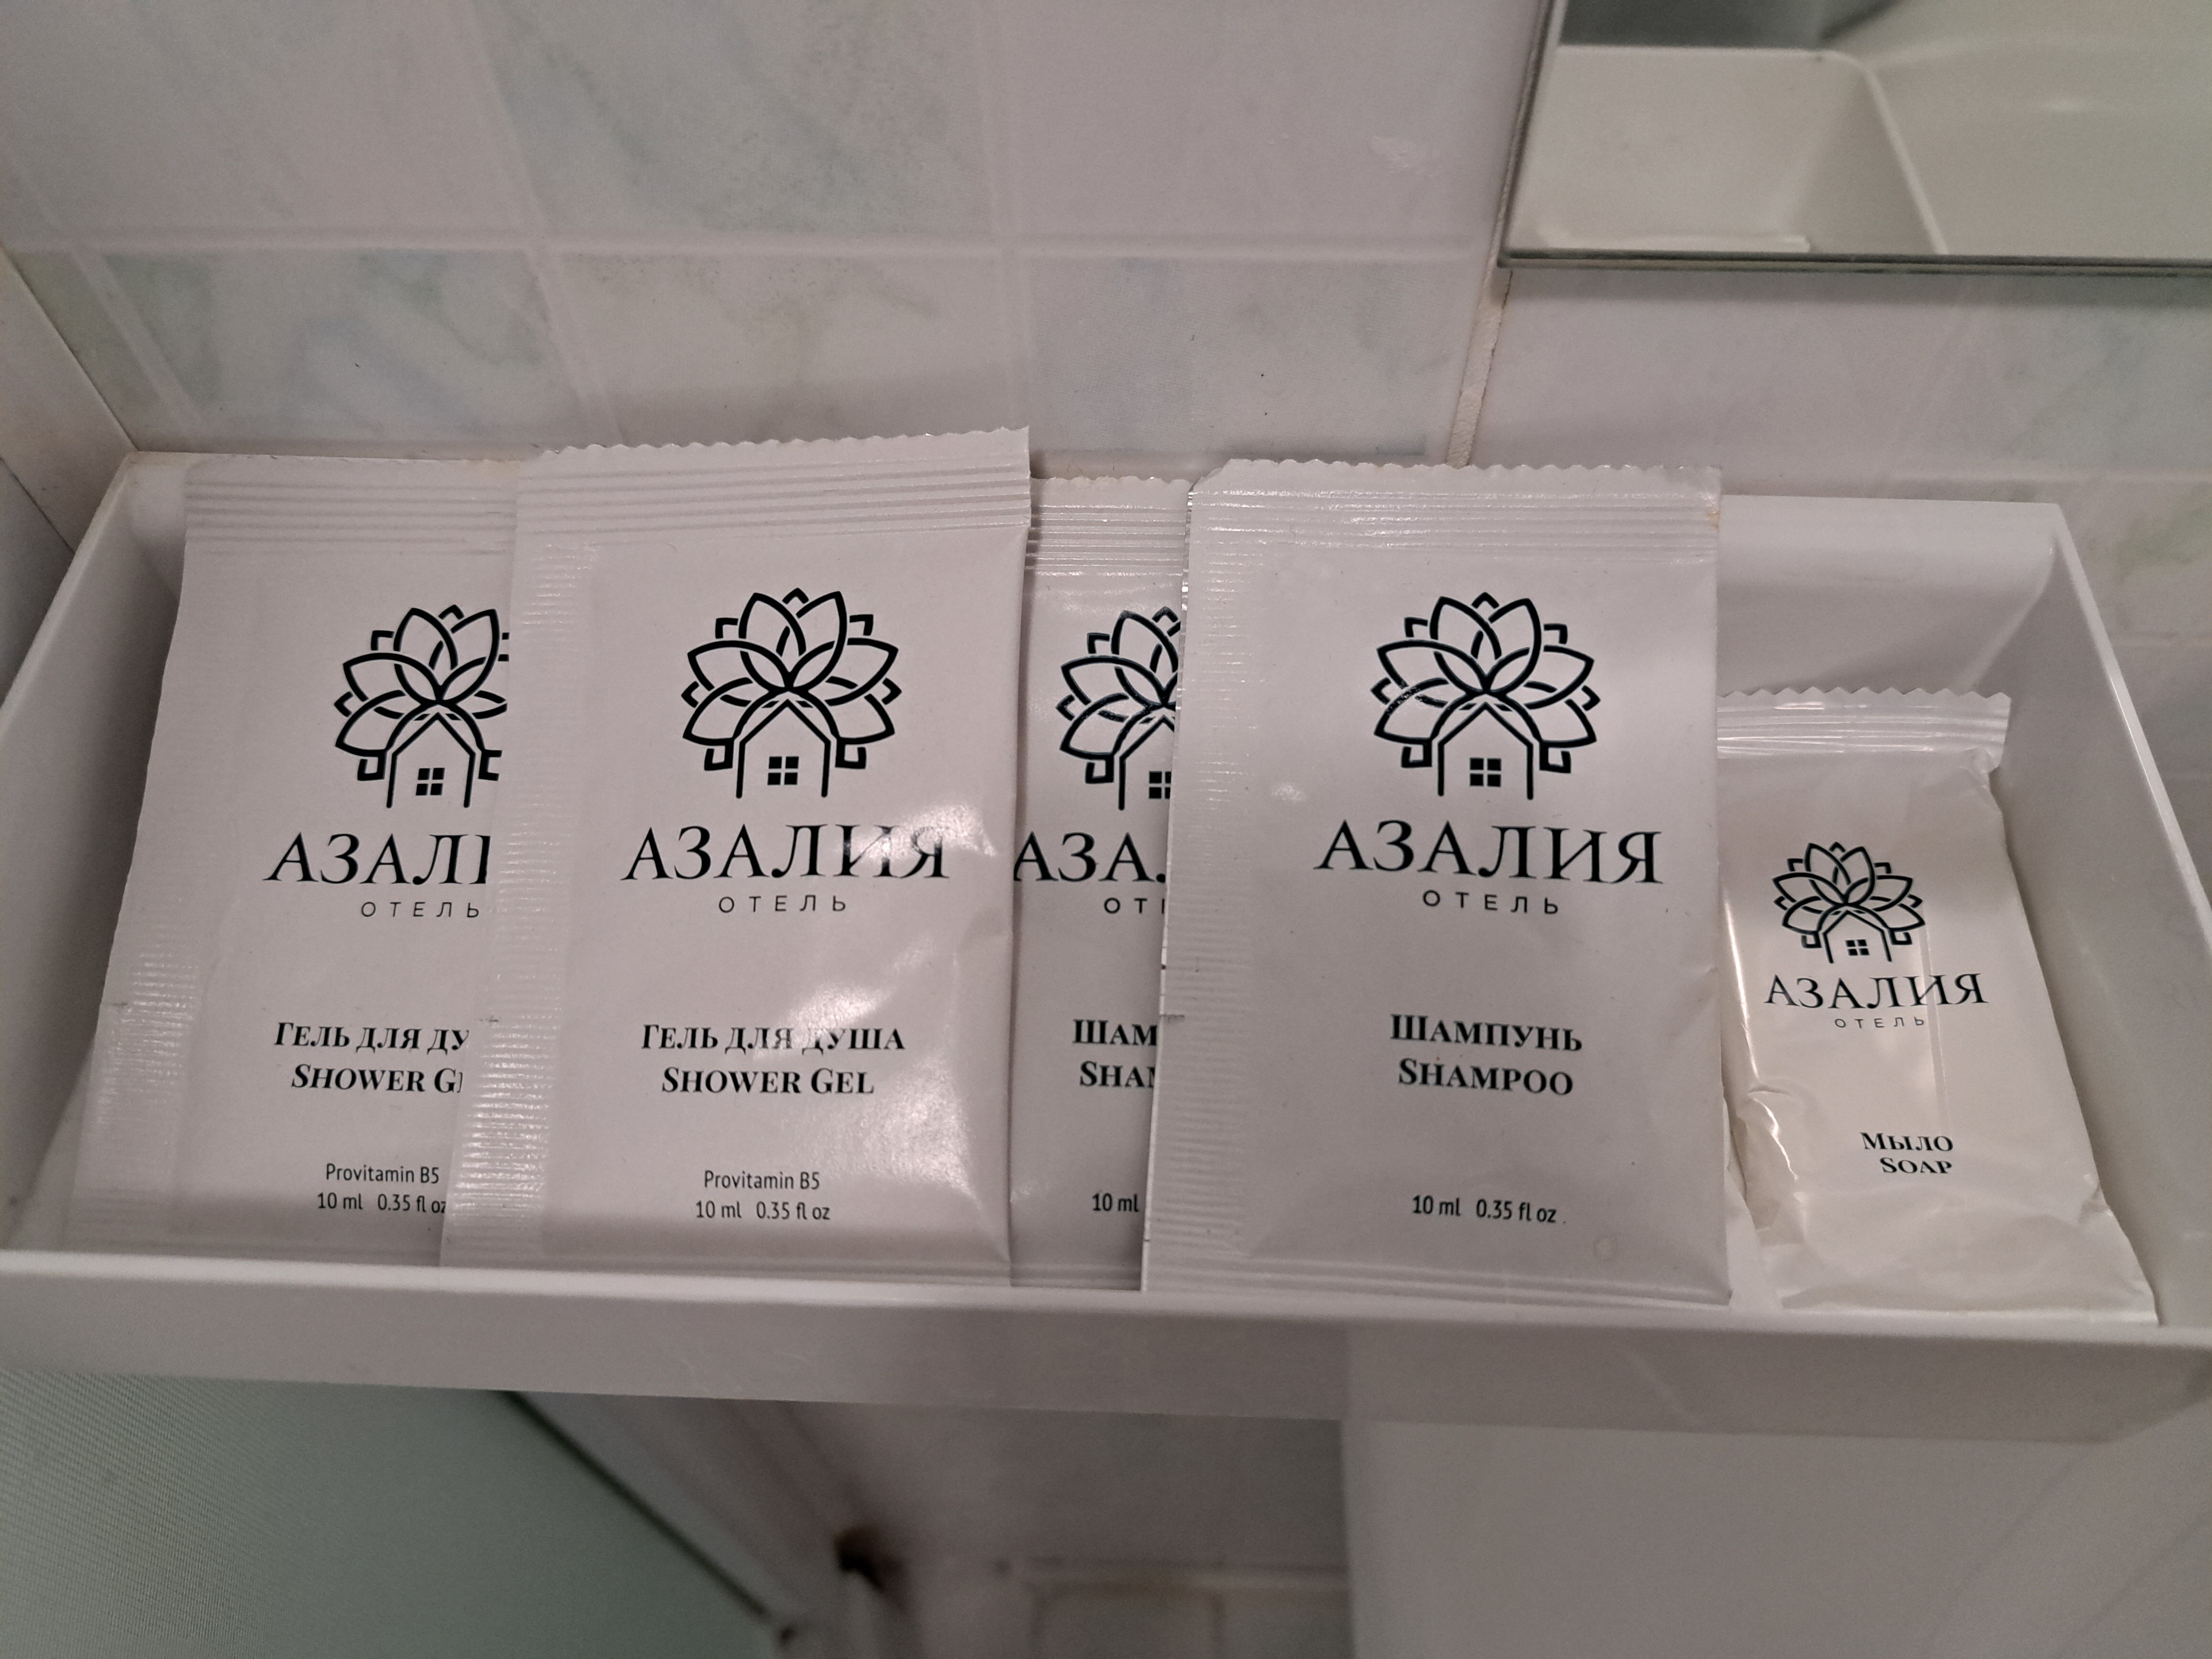 АЗАЛИ
ОТЕЛЬ
ГЕЛЬ ДЛЯ ДУ
SHOWER G
Provitamin B5
10 ml 0.35 fl oz
АЗАЛИЯ
ОТЕЛЬ
ГЕЛЬ ДЛЯ ДУША
SHOWER GEL
Provitamin B5
10 ml 0.35 fl oz
АЗА
ОТ
ШАМ
SHA
10 ml
АЗАЛИЯ
ОТЕЛЬ
ШАМПУНЬ
SHAMPOO
10 ml 0.35 fl oz
АЗАЛИЯ
ОТЕЛЬ
МЫЛО
SOAP